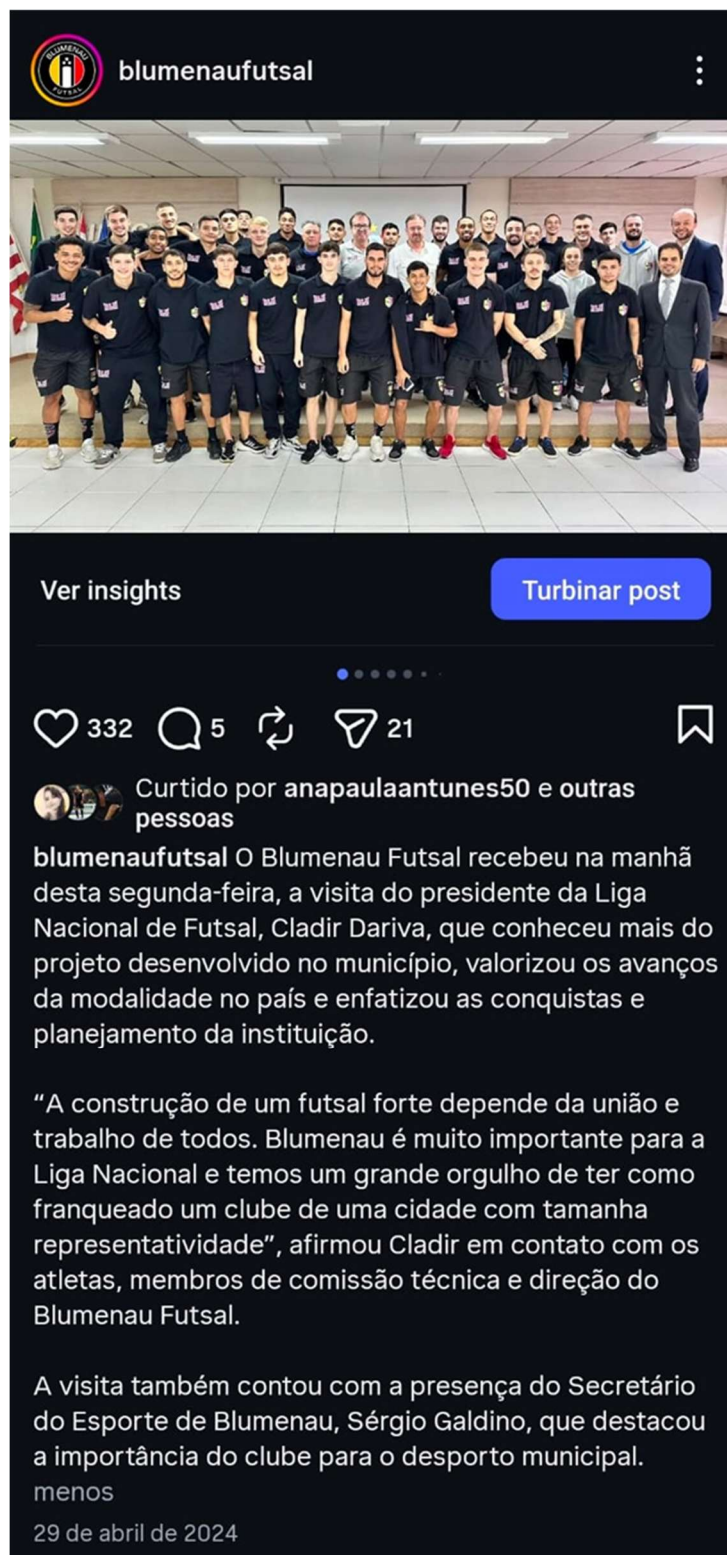 BLUMENAU
FUTSAL
blumenaufutsal
Ver insights
Turbinar post
332
5
21
Curtido por anapaulaantunes50 e outras
pessoas
blumenaufutsal O Blumenau Futsal recebeu na manhã
desta segunda-feira, a visita do presidente da Liga
Nacional de Futsal, Cladir Dariva, que conheceu mais do
projeto desenvolvido no município, valorizou os avanços
da modalidade no país e enfatizou as conquistas e
planejamento da instituição.
“A construção de um futsal forte depende da união e
trabalho de todos. Blumenau é muito importante para a
Liga Nacional e temos um grande orgulho de ter como
franqueado um clube de uma cidade com tamanha
representatividade”, afirmou Cladir em contato com os
atletas, membros de comissão técnica e direção do
Blumenau Futsal.
A visita também contou com a presença do Secretário
do Esporte de Blumenau, Sérgio Galdino, que destacou
a importância do clube para o desporto municipal.
menos
29 de abril de 2024